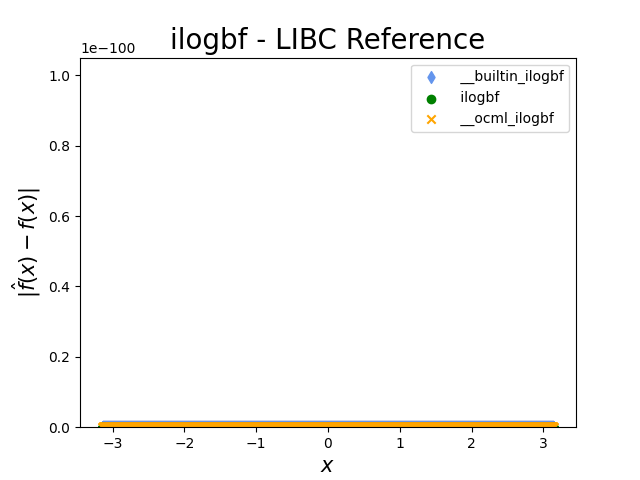 ilogbf - LIBC Reference
1e−100
1.0
0.8
0.6
0.4
0.2
0.0
|f̂(x) − f(x)|
__builtin_ilogbf
ilogbf
__ocml_ilogbf
−3
−2
−1
0
1
2
3
x